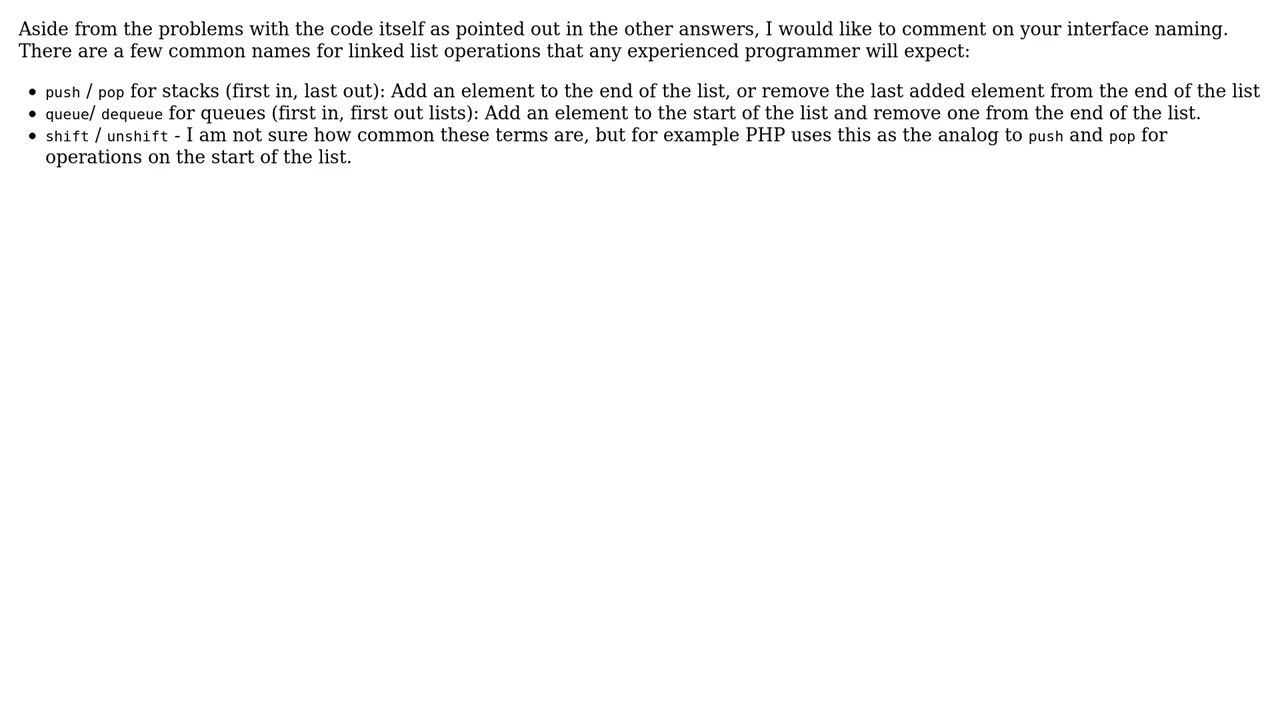 Aside from the problems with the code itself as pointed out in the other answers, I would like to comment on your interface naming.
There are a few common names for linked list operations that any experienced programmer will expect:
• push / pop for stacks (first in, last out): Add an element to the end of the list, or remove the last added element from the end of the list
• queue/ dequeue for queues (first in, first out lists): Add an element to the start of the list and remove one from the end of the list.
• shift / unshift - I am not sure how common these terms are, but for example PHP uses this as the analog to push and pop for
operations on the start of the list.